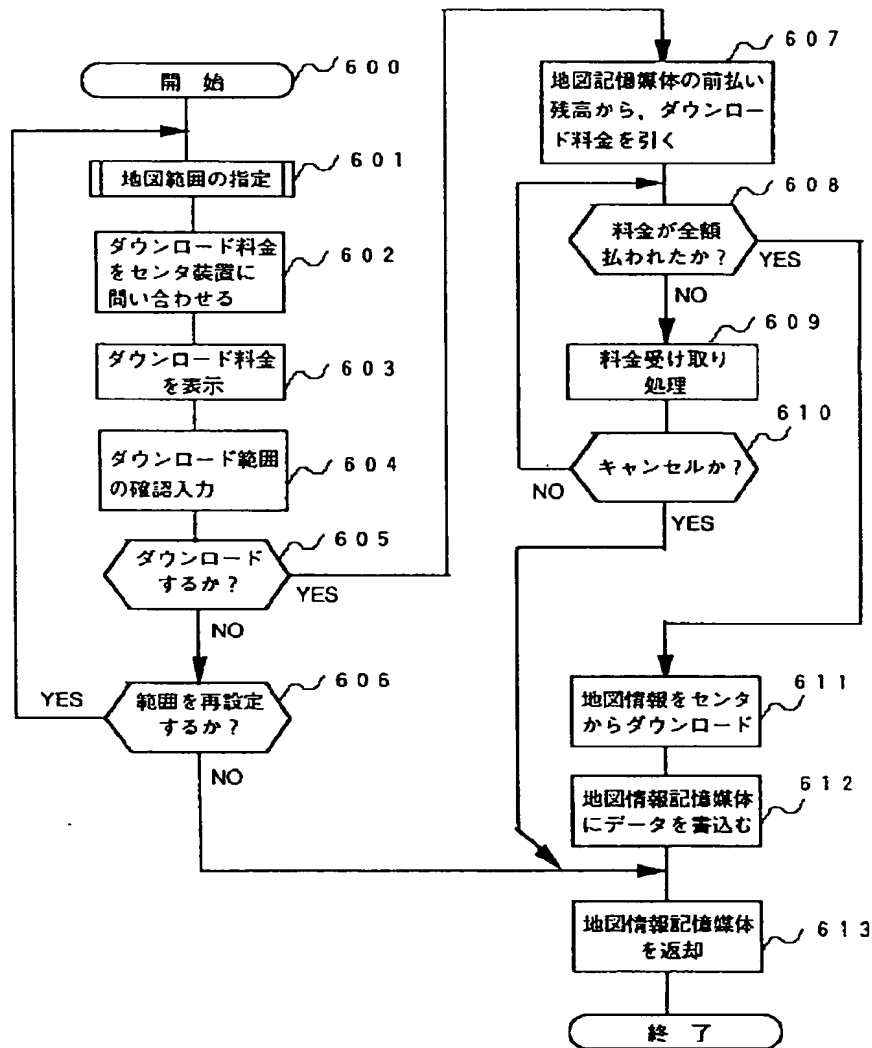 開 始
600
地図範囲の指定
601
ダウンロード料金
をセンタ装置に
問い合わせる
602
ダウンロード料金
を表示
603
ダウンロード範囲
の確認入力
604
ダウンロード
するか?
605
YES
NO
範囲を再設定
するか?
606
YES
NO
地図記憶媒体の前払い
残高から,ダウンロー
ド料金を引く
607
料金が全額
払われたか?
608
YES
NO
料金受け取り
処理
609
キャンセルか?
610
NO
YES
地図情報をセンタ
からダウンロード
611
地図情報記憶媒体
にデータを書込む
612
地図情報記憶媒体
を返却
613
終 了